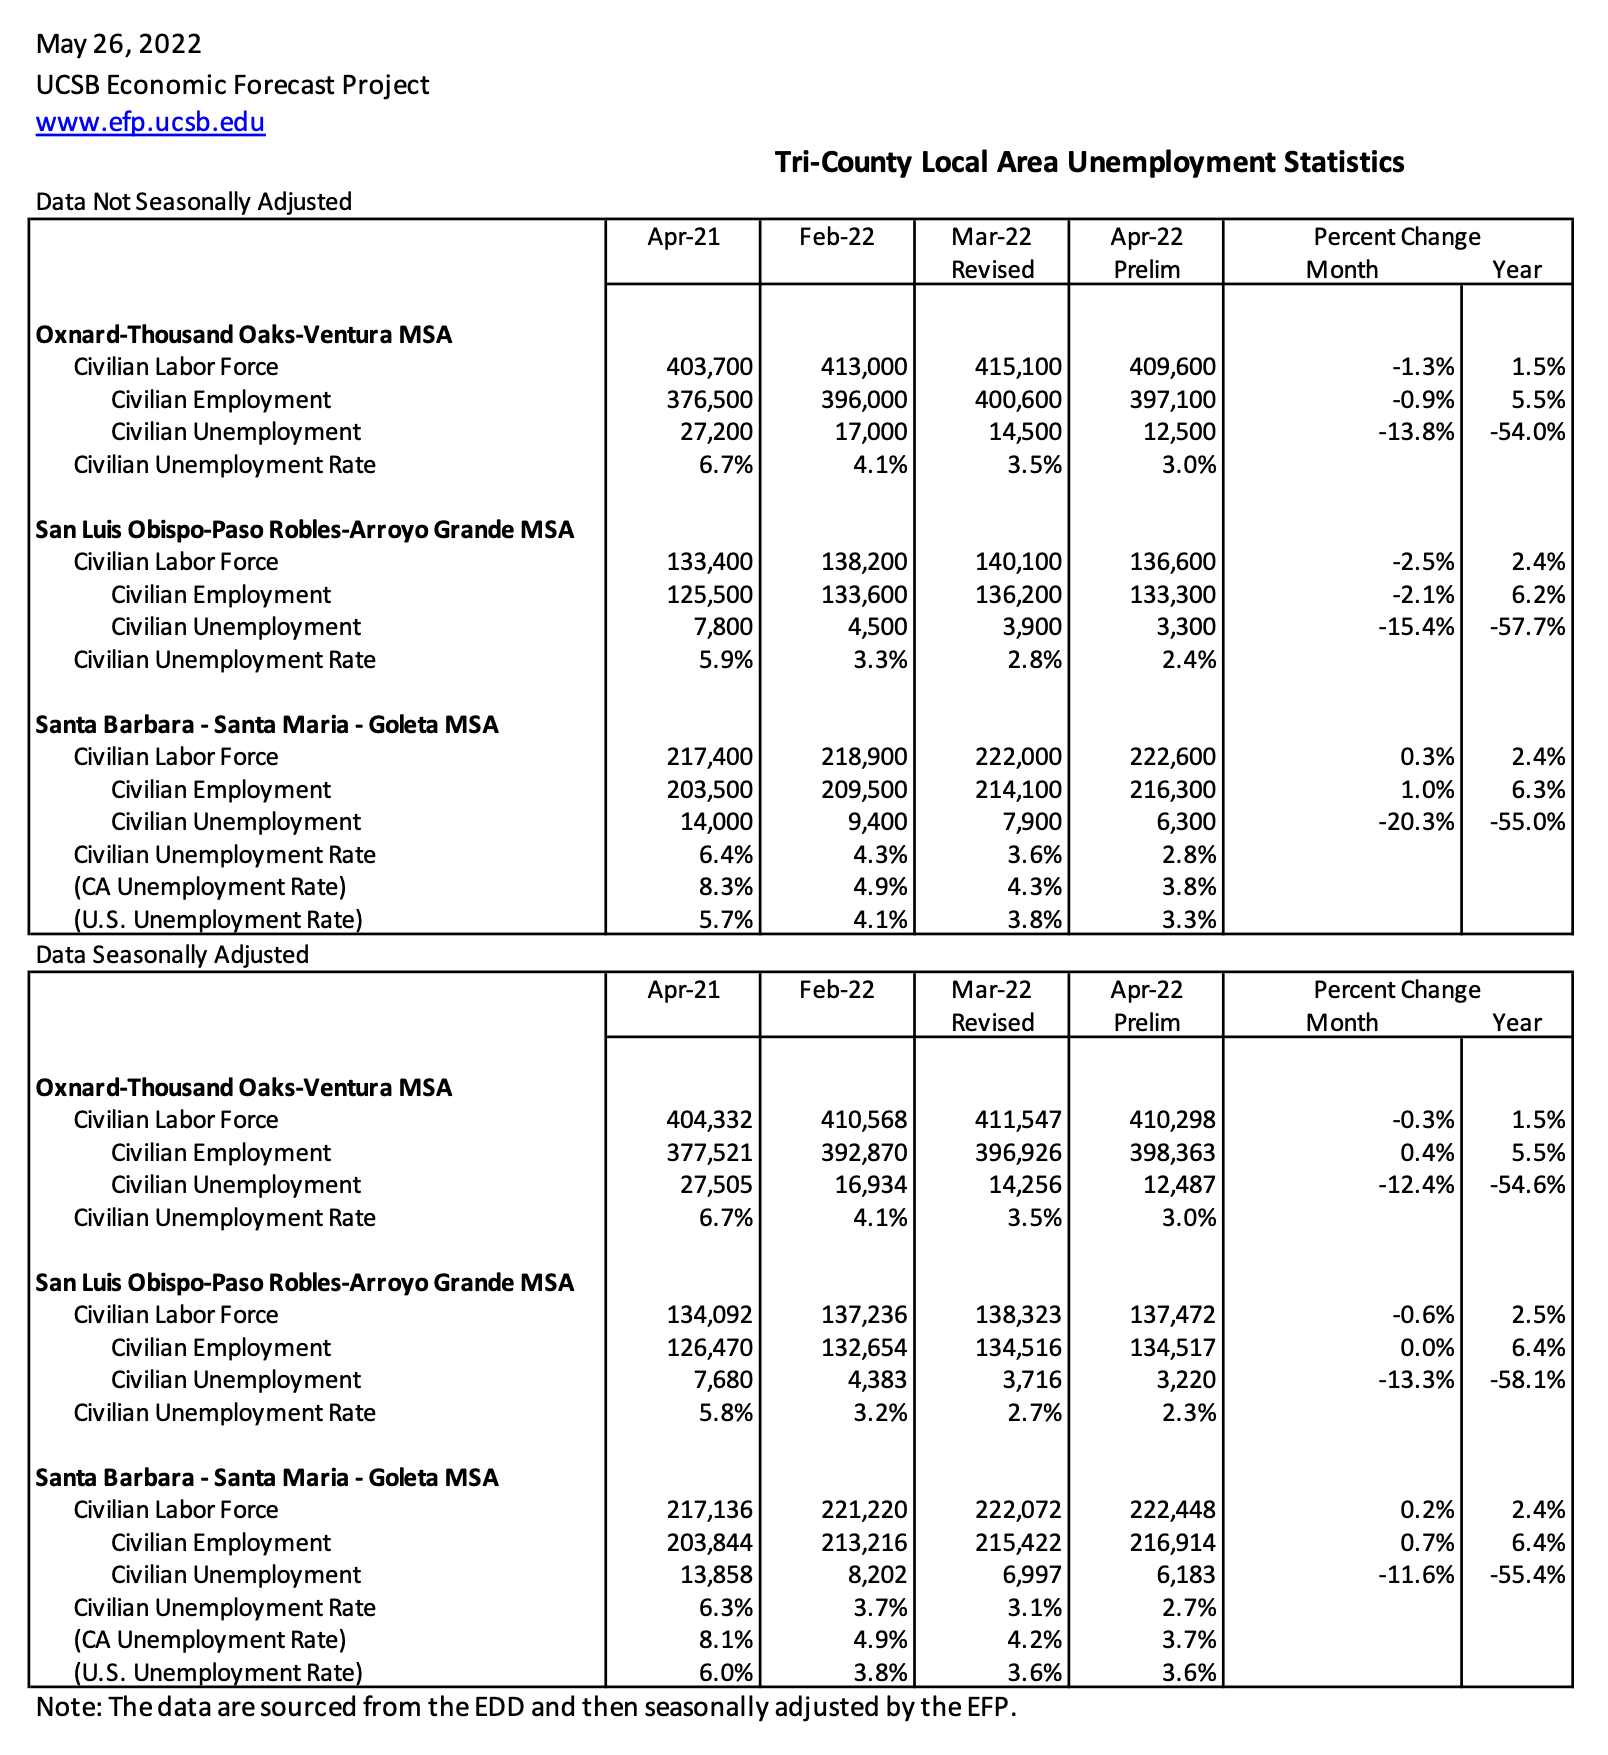 May 26, 2022
UCSB Economic Forecast Project
www.efp.ucsb.edu
Tri-County Local Area Unemployment Statistics
Data Not Seasonally Adjusted
Apr-21 Feb-22 Mar-22 Apr-22 Percent Change
Revised Prelim Month Year
Oxnard-Thousand Oaks-Ventura MSA
Civilian Labor Force 403,700 413,000 415,100 409,600 -1.3% 1.5%
Civilian Employment 376,500 396,000 400,600 397,100 -0.9% 5.5%
Civilian Unemployment 27,200 17,000 14,500 12,500 -13.8% -54.0%
Civilian Unemployment Rate 6.7% 4.1% 3.5% 3.0%
San Luis Obispo-Paso Robles-Arroyo Grande MSA
Civilian Labor Force 133,400 138,200 140,100 136,600 -2.5% 2.4%
Civilian Employment 125,500 133,600 136,200 133,300 -2.1% 6.2%
Civilian Unemployment 7,800 4,500 3,900 3,300 -15.4% -57.7%
Civilian Unemployment Rate 5.9% 3.3% 2.8% 2.4%
Santa Barbara - Santa Maria - Goleta MSA
Civilian Labor Force 217,400 218,900 222,000 222,600 0.3% 2.4%
Civilian Employment 203,500 209,500 214,100 216,300 1.0% 6.3%
Civilian Unemployment 14,000 9,400 7,900 6,300 -20.3% -55.0%
Civilian Unemployment Rate 6.4% 4.3% 3.6% 2.8%
(CA Unemployment Rate) 8.3% 4.9% 4.3% 3.8%
(U.S. Unemployment Rate) 5.7% 4.1% 3.8% 3.3%
Data Seasonally Adjusted
Apr-21 Feb-22 Mar-22 Apr-22 Percent Change
Revised Prelim Month Year
Oxnard-Thousand Oaks-Ventura MSA
Civilian Labor Force 404,332 410,568 411,547 410,298 -0.3% 1.5%
Civilian Employment 377,521 392,870 396,926 398,363 0.4% 5.5%
Civilian Unemployment 27,505 16,934 14,256 12,487 -12.4% -54.6%
Civilian Unemployment Rate 6.7% 4.1% 3.5% 3.0%
San Luis Obispo-Paso Robles-Arroyo Grande MSA
Civilian Labor Force 134,092 137,236 138,323 137,472 -0.6% 2.5%
Civilian Employment 126,470 132,654 134,516 134,517 0.0% 6.4%
Civilian Unemployment 7,680 4,383 3,716 3,220 -13.3% -58.1%
Civilian Unemployment Rate 5.8% 3.2% 2.7% 2.3%
Santa Barbara - Santa Maria - Goleta MSA
Civilian Labor Force 217,136 221,220 222,072 222,448 0.2% 2.4%
Civilian Employment 203,844 213,216 215,422 216,914 0.7% 6.4%
Civilian Unemployment 13,858 8,202 6,997 6,183 -11.6% -55.4%
Civilian Unemployment Rate 6.3% 3.7% 3.1% 2.7%
(CA Unemployment Rate) 8.1% 4.9% 4.2% 3.7%
(U.S. Unemployment Rate) 6.0% 3.8% 3.6% 3.6%
Note: The data are sourced from the EDD and then seasonally adjusted by the EFP.